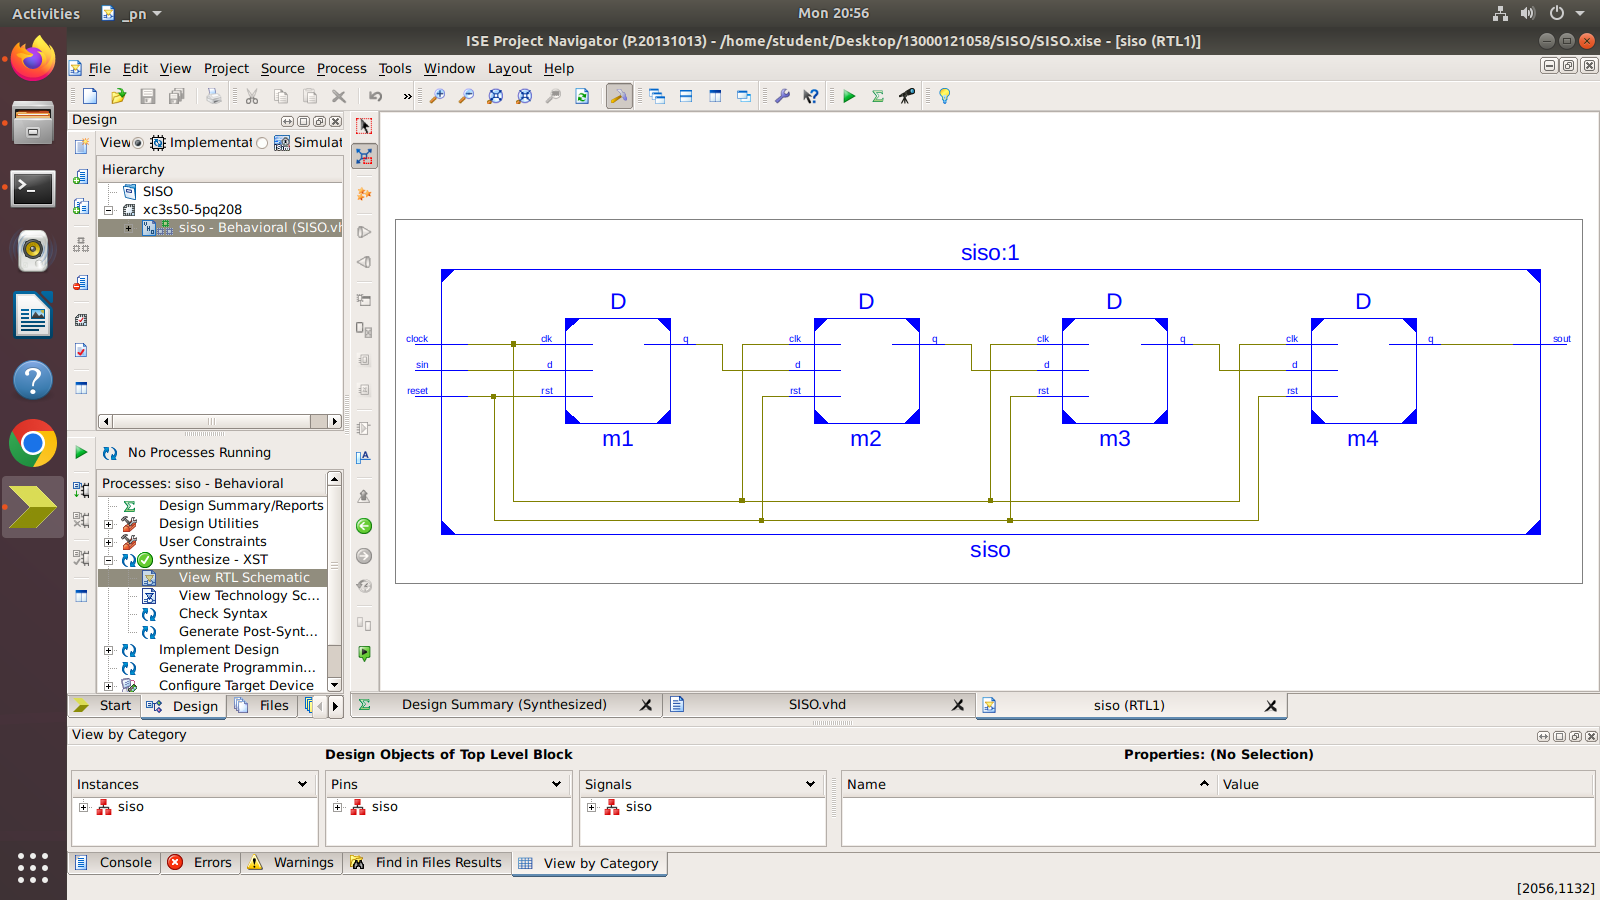 Activities
_pn
Mon 20:56
ISE Project Navigator (P.20131013) - /home/student/Desktop/13000121058/SISO/SISO.xise - [siso (RTL1)]
File Edit View Project Source Process Tools Window Layout Help
»
Design
View Implementat Simulat
Hierarchy
SISO
xc3s50-5pq208
siso - Behavioral (SISO.vh
No Processes Running
Processes: siso - Behavioral
Design Summary/Reports
Design Utilities
User Constraints
Synthesize - XST
View RTL Schematic
View Technology Sc...
Check Syntax
Generate Post-Synt...
Implement Design
Generate Programmin...
Configure Target Device
Start Design Files
siso:1
D D D D
clock clk q clk q clk q clk q sout
sin d d d d
reset rst rst rst rst
m1 m2 m3 m4
siso
Design Summary (Synthesized) SISO.vhd siso (RTL1)
View by Category
Design Objects of Top Level Block
Properties: (No Selection)
Instances Pins Signals Name Value
siso siso siso
Console Errors Warnings Find in Files Results View by Category
[2056,1132]